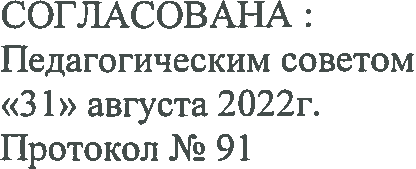 СОГЛАСОВАНА :
Педагогическим советом
«31» августа 2022г.
Протокол № 91